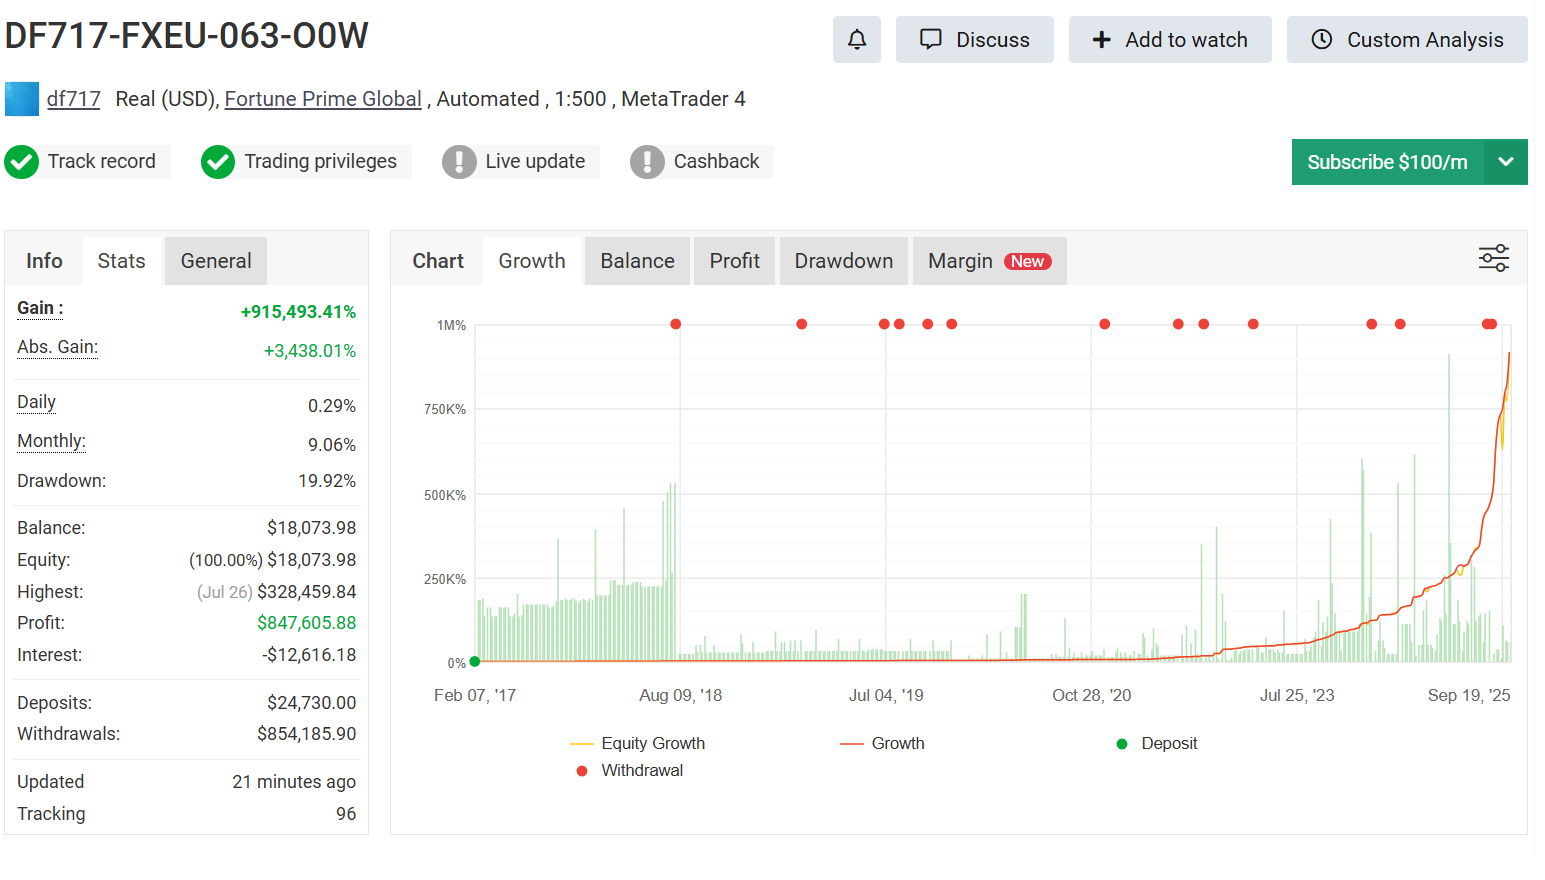 DF717-FXEU-063-O0W
Discuss
Add to watch
Custom Analysis
df717 Real (USD), Fortune Prime Global , Automated , 1:500 , MetaTrader 4
Track record
Trading privileges
Live update
Cashback
Subscribe $100/m
Info Stats General
Gain : +915,493.41%
Abs. Gain: +3,438.01%
Daily 0.29%
Monthly: 9.06%
Drawdown: 19.92%
Balance: $18,073.98
Equity: (100.00%) $18,073.98
Highest: (Jul 26) $328,459.84
Profit: $847,605.88
Interest: -$12,616.18
Deposits: $24,730.00
Withdrawals: $854,185.90
Updated 21 minutes ago
Tracking 96
Chart Growth Balance Profit Drawdown Margin New
1M%
750K%
500K%
250K%
0%
Feb 07, '17 Aug 09, '18 Jul 04, '19 Oct 28, '20 Jul 25, '23 Sep 19, '25
Equity Growth Growth Deposit
Withdrawal